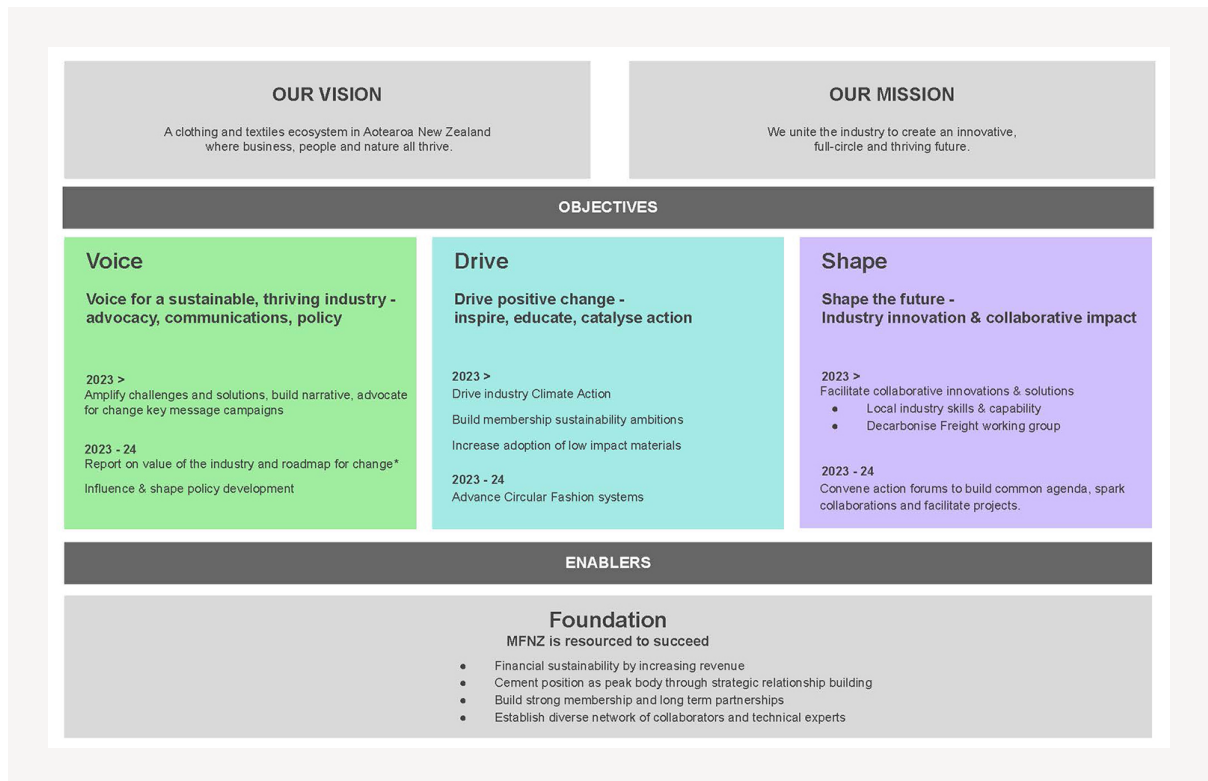 OUR VISION
A clothing and textiles ecosystem in Aotearoa New Zealand
where business, people and nature all thrive.
OUR MISSION
We unite the industry to create an innovative,
full-circle and thriving future.
OBJECTIVES
Voice
Voice for a sustainable, thriving industry -
advocacy, communications, policy
2023 >
Amplify challenges and solutions, build narrative, advocate
for change key message campaigns
2023 - 24
Report on value of the industry and roadmap for change*
Influence & shape policy development
Drive
Drive positive change -
inspire, educate, catalyse action
2023 >
Drive industry Climate Action
Build membership sustainability ambitions
Increase adoption of low impact materials
2023 - 24
Advance Circular Fashion systems
Shape
Shape the future -
Industry innovation & collaborative impact
2023 >
Facilitate collaborative innovations & solutions
● Local industry skills & capability
● Decarbonise Freight working group
2023 - 24
Convene action forums to build common agenda, spark
collaborations and facilitate projects.
ENABLERS
Foundation
MFNZ is resourced to succeed
● Financial sustainability by increasing revenue
● Cement position as peak body through strategic relationship building
● Build strong membership and long term partnerships
● Establish diverse network of collaborators and technical experts